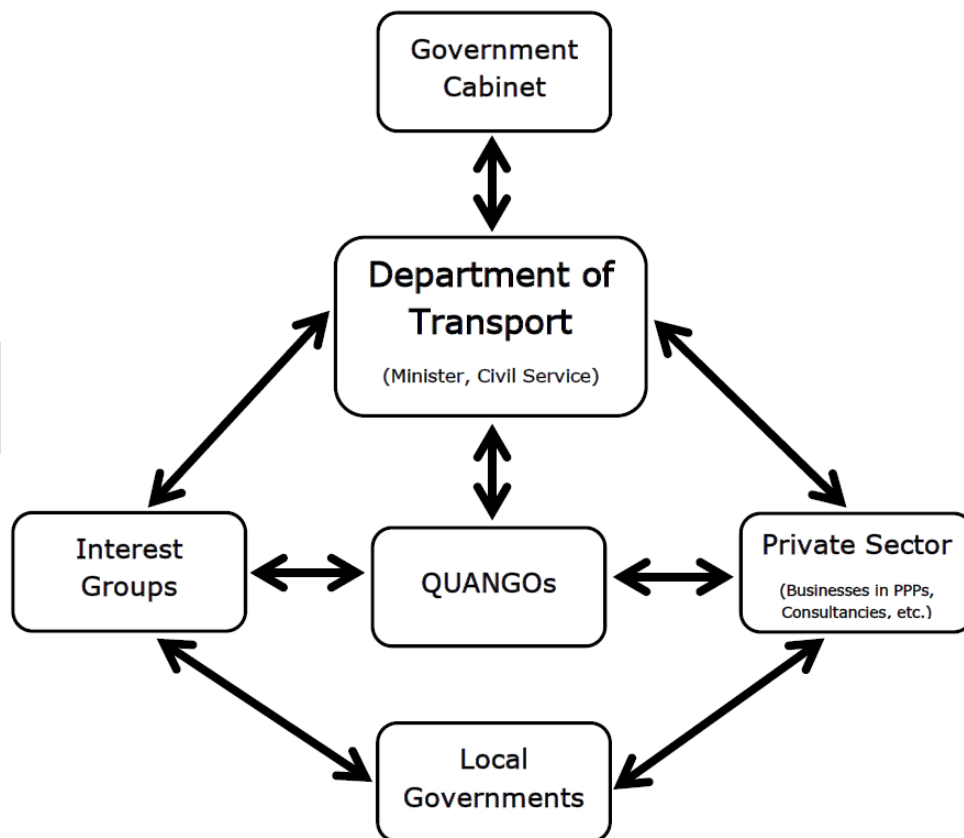 Government
Cabinet
Department of
Transport
(Minister, Civil Service)
Interest
Groups
QUANGOs
Private Sector
(Businesses in PPPs,
Consultancies, etc.)
Local
Governments